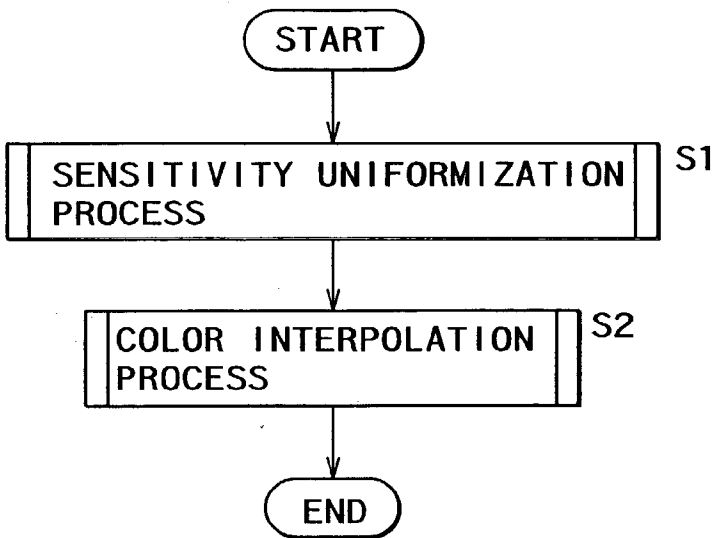 START
SENSITIVITY UNIFORMIZATION
PROCESS
S1
COLOR INTERPOLATION
PROCESS
S2
END